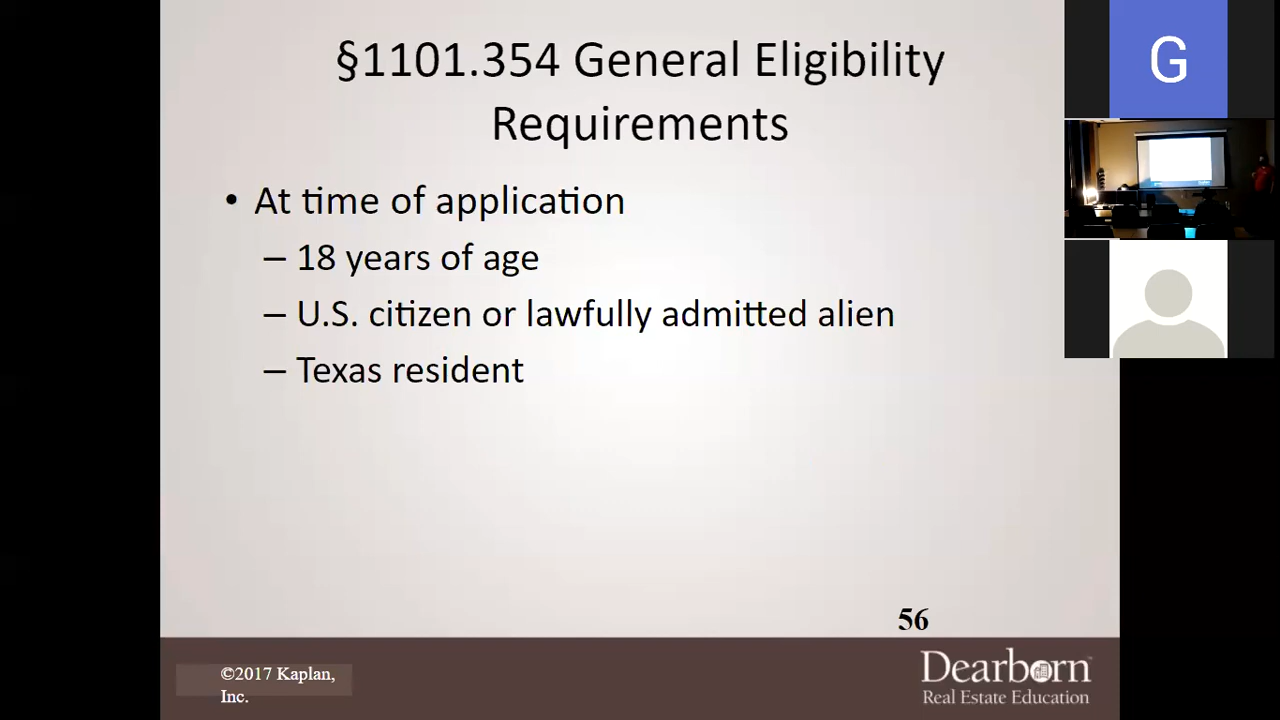 §1101.354 General Eligibility
Requirements
• At time of application
– 18 years of age
– U.S. citizen or lawfully admitted alien
– Texas resident
56
©2017 Kaplan,
Inc.
Dearborn
Real Estate Education
G